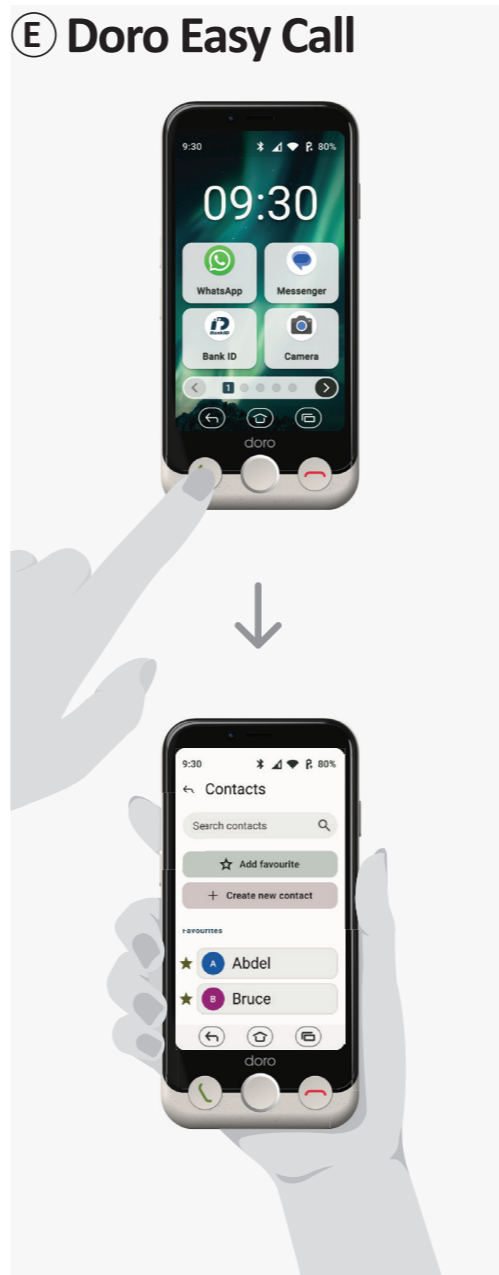 E Doro Easy Call
9:30 80%
09:30
WhatsApp Messenger
BankID
Bank ID Camera
1
doro
9:30 80%
Contacts
Search contacts
Add favourite
+ Create new contact
Favourites
A Abdel
B Bruce
doro